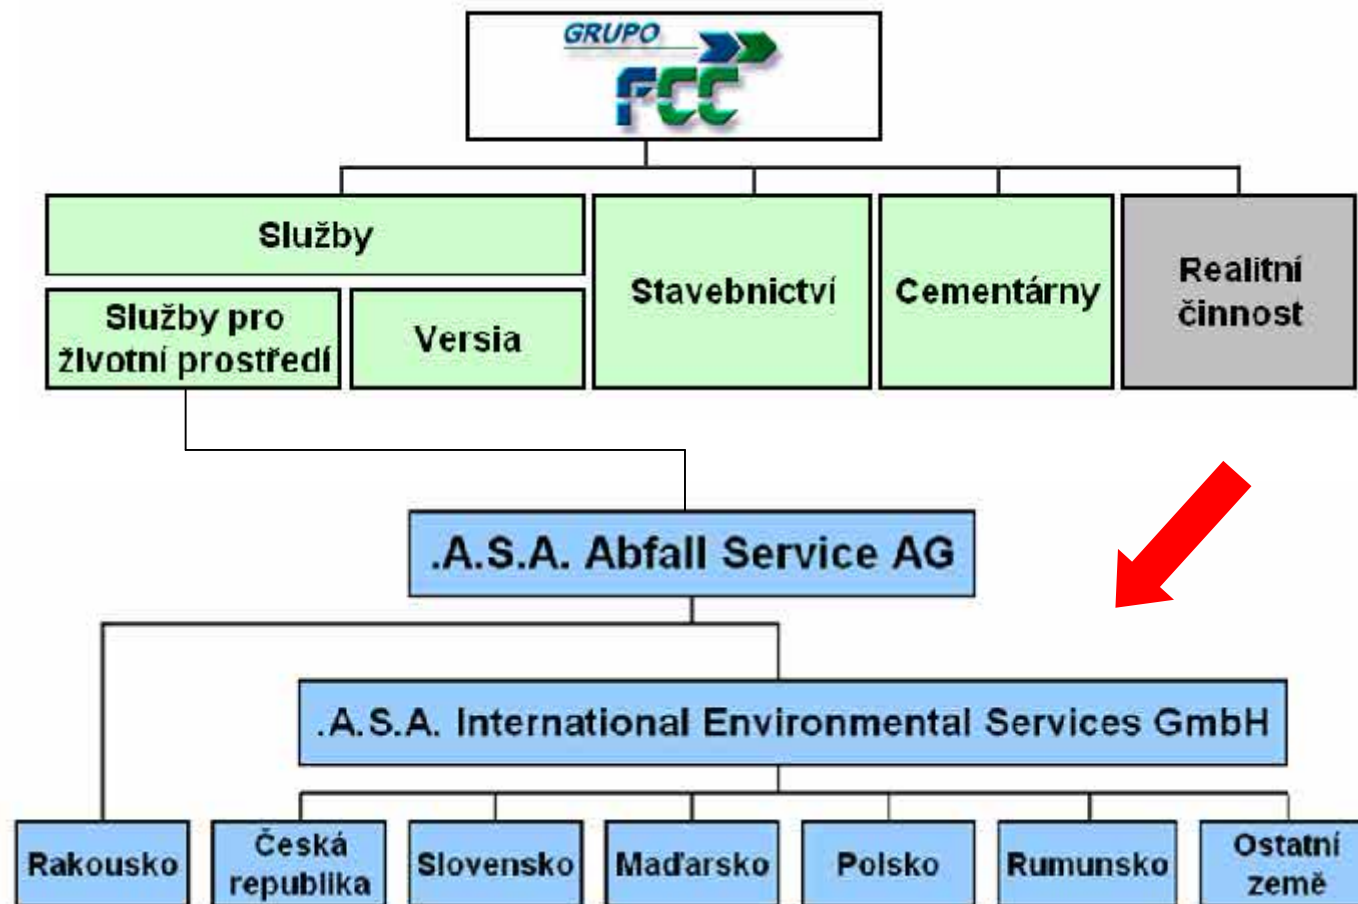 GRUPO
FCC
Služby
Stavebnictví
Cementárny
Realitní
činnost
Služby pro
životní prostředí
Versia
.A.S.A. Abfall Service AG
.A.S.A. International Environmental Services GmbH
Rakousko
Česká
republika
Slovensko
Maďarsko
Polsko
Rumunsko
Ostatní
země